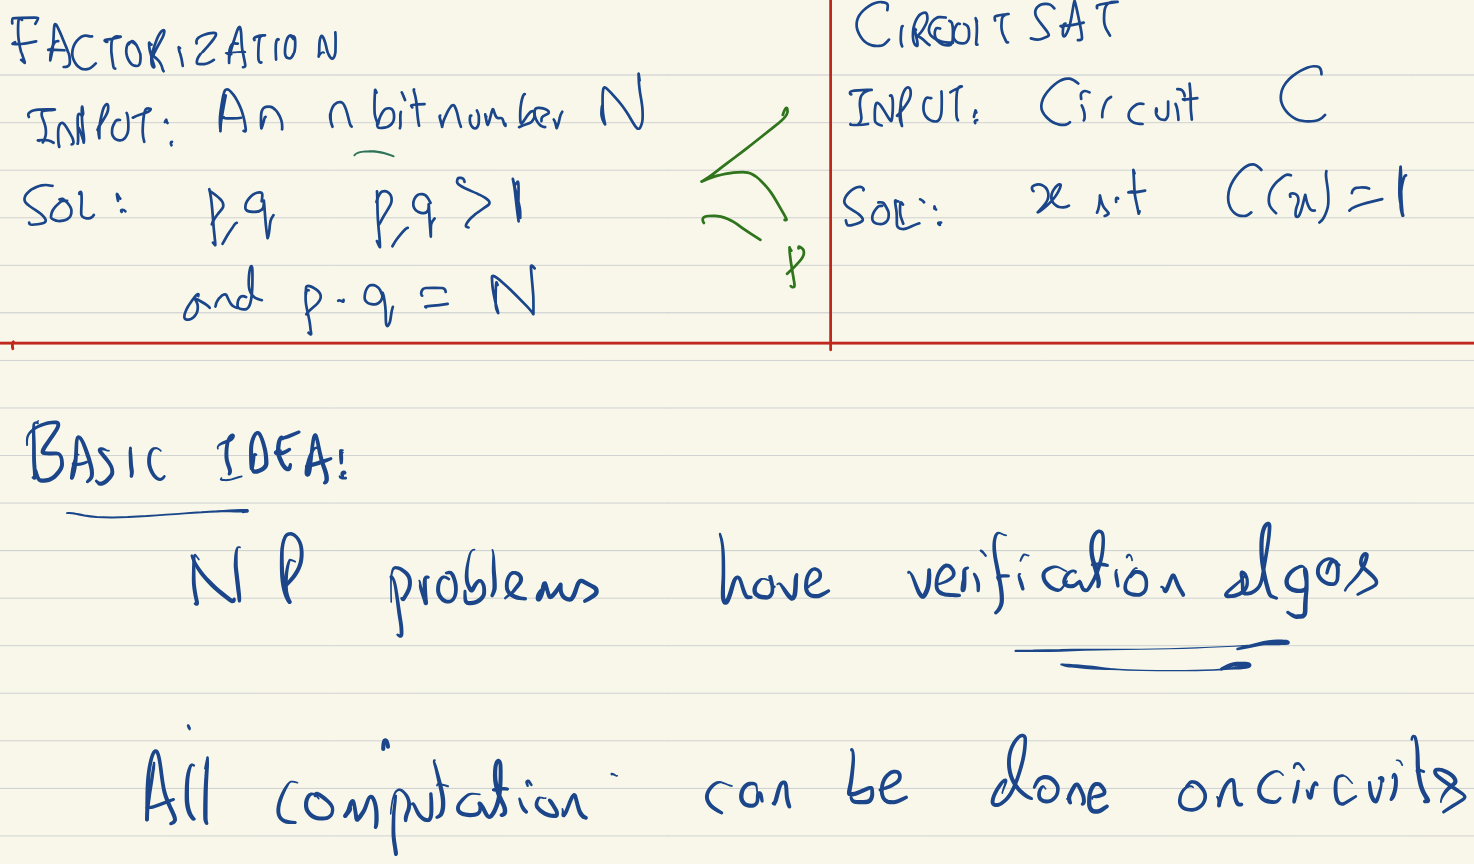 FACTORIZATION
INPUT: An n bit number N
SOL: p,q p,q > 1
and p . q = N
≤p
CIRCUIT SAT
INPUT: Circuit C
SOL: x s.t C(x) = 1
BASIC IDEA:
NP problems have verification algos
All computation can be done on circuits